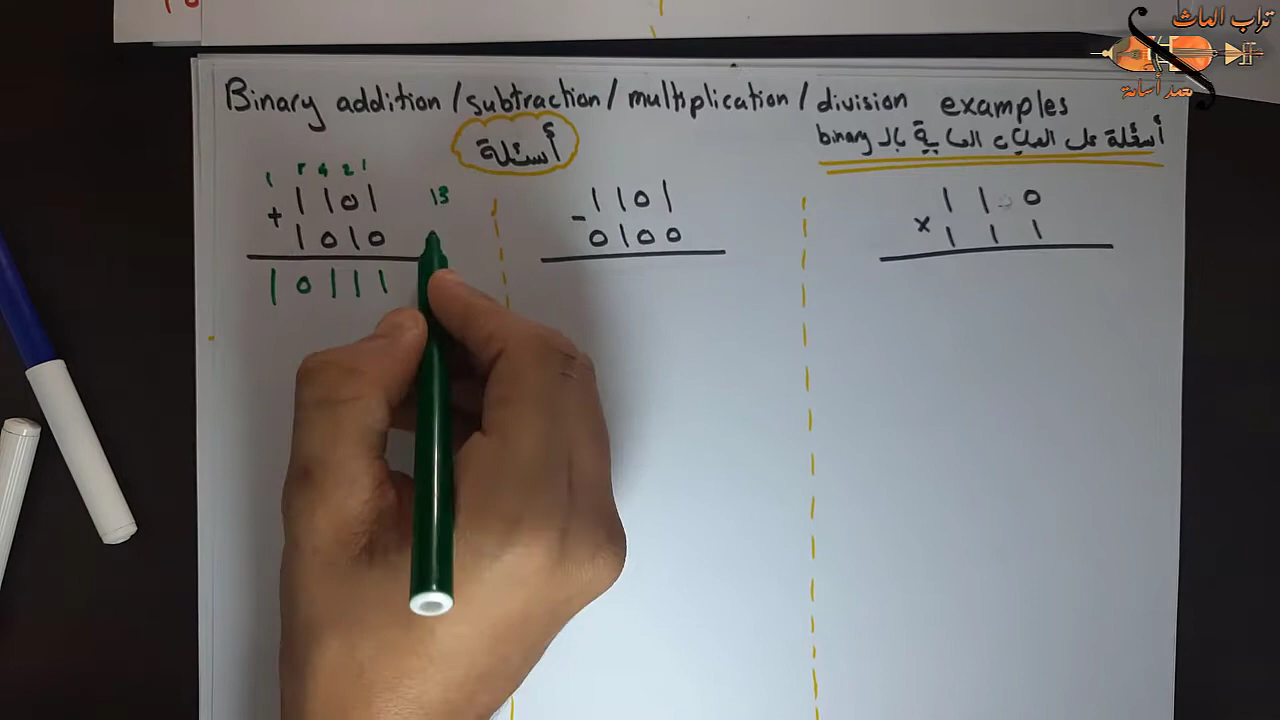 تراب الماث
محمد أسامة
Binary addition / subtraction / multiplication / division examples
أسئلة على العمليات الحسابية بالـ binary
أسئلة
1 8 4 2 1
1101 13
+ 1010
10111
1101
- 0100
110
× 111